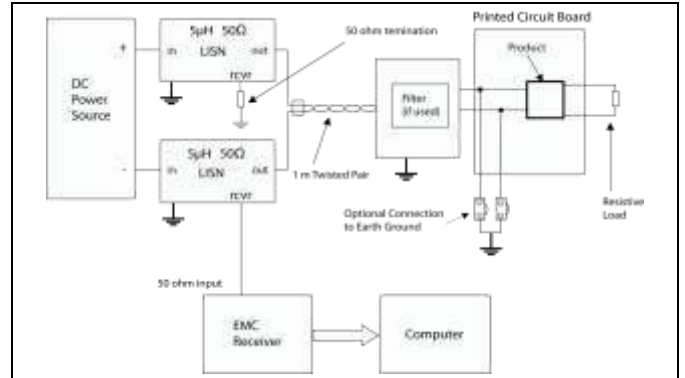 Printed Circuit Board
5µH 50Ω
LISN
in
out
rcvr
50 ohm temination
Product
+
DC
Power
Source
-
Filter
(if used)
5µH 50Ω
LISN
in
out
rcvr
1 m Twisted Pair
Optional Connection
to Earth Ground
Resistive
Load
50 ohm input
EMC
Receiver
Computer